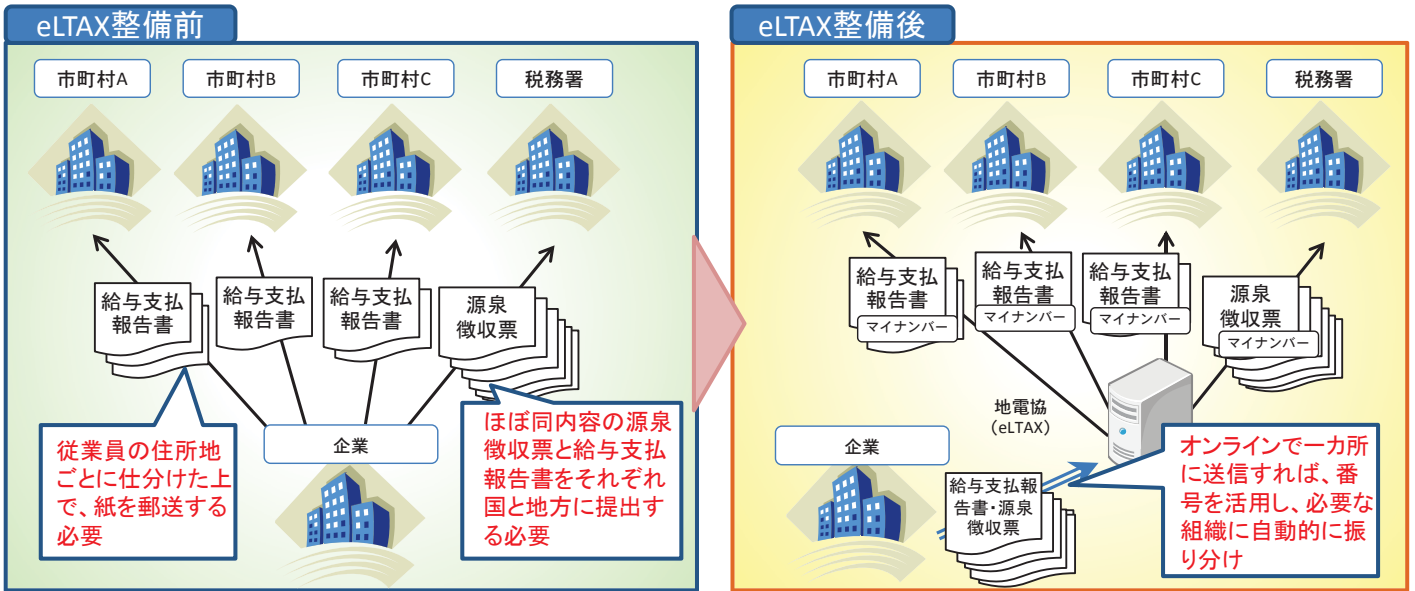 eLTAX整備前
市町村A
市町村B
市町村C
税務署
給与支払
報告書
給与支払
報告書
給与支払
報告書
源泉
徴収票
従業員の住所地
ごとに仕分けた上
で、紙を郵送する
必要
企業
ほぼ同内容の源泉
徴収票と給与支払
報告書をそれぞれ
国と地方に提出す
る必要
eLTAX整備後
市町村A
市町村B
市町村C
税務署
給与支払
報告書
マイナンバー
給与支払
報告書
マイナンバー
給与支払
報告書
マイナンバー
源泉
徴収票
マイナンバー
地電協
（eLTAX）
企業
給与支払報
告書・源泉
徴収票
オンラインで一カ所
に送信すれば、番
号を活用し、必要な
組織に自動的に振
り分け